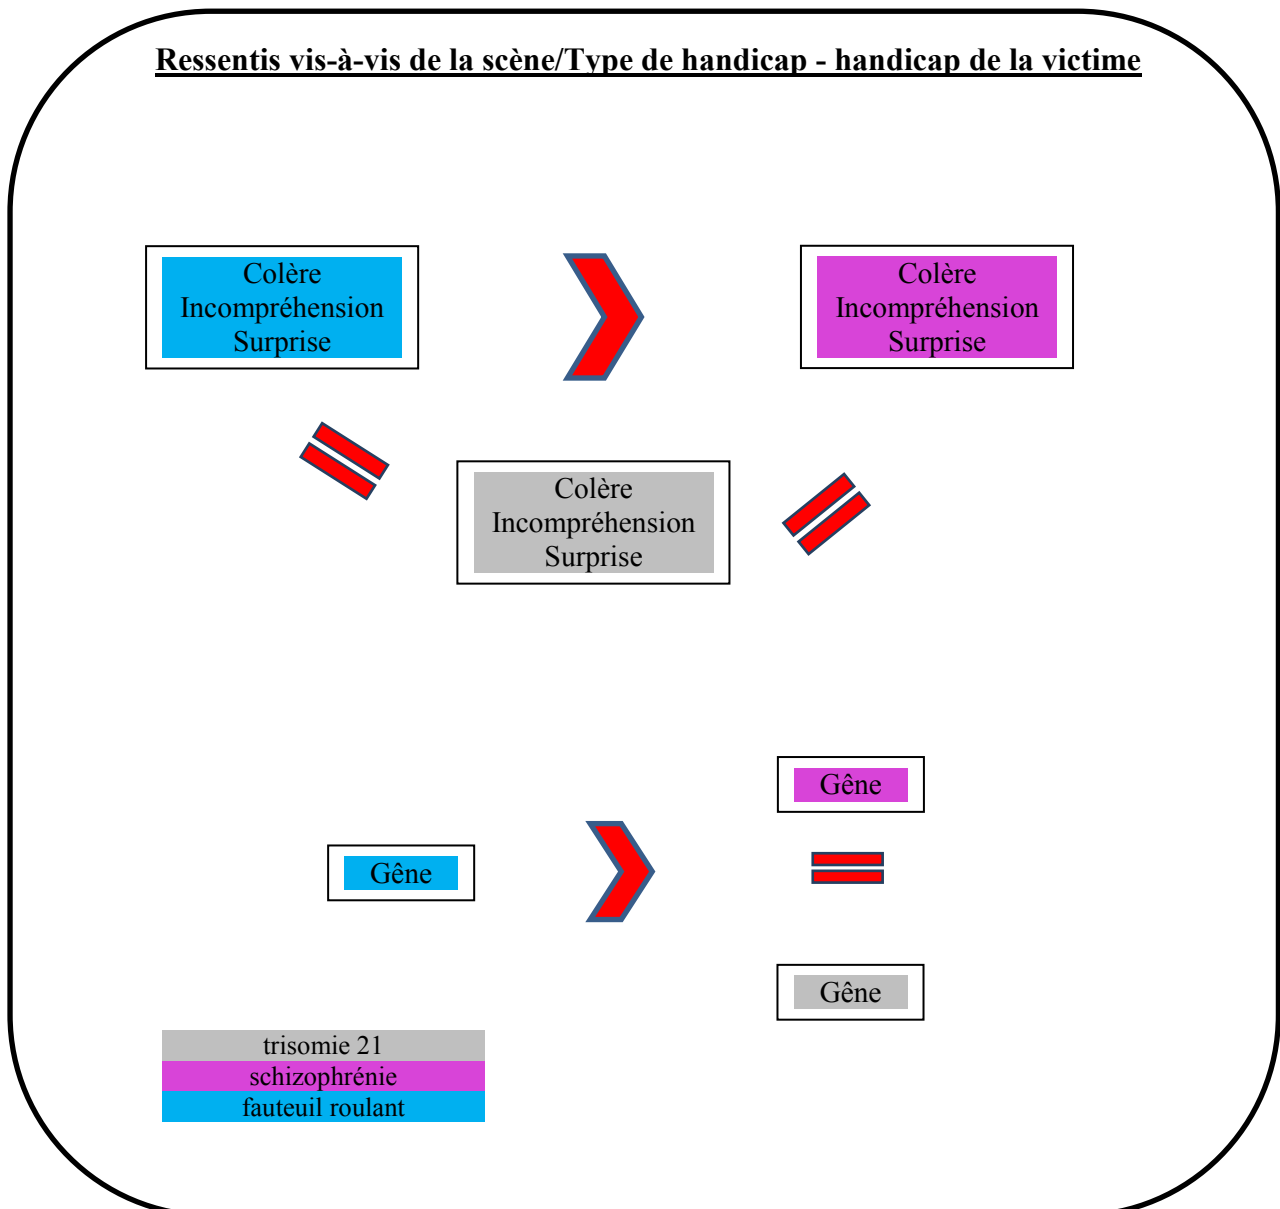 Ressentis vis-à-vis de la scène/Type de handicap - handicap de la victime
Colère
Incompréhension
Surprise
Colère
Incompréhension
Surprise
Colère
Incompréhension
Surprise
Gêne
Gêne
Gêne
trisomie 21
schizophrénie
fauteuil roulant